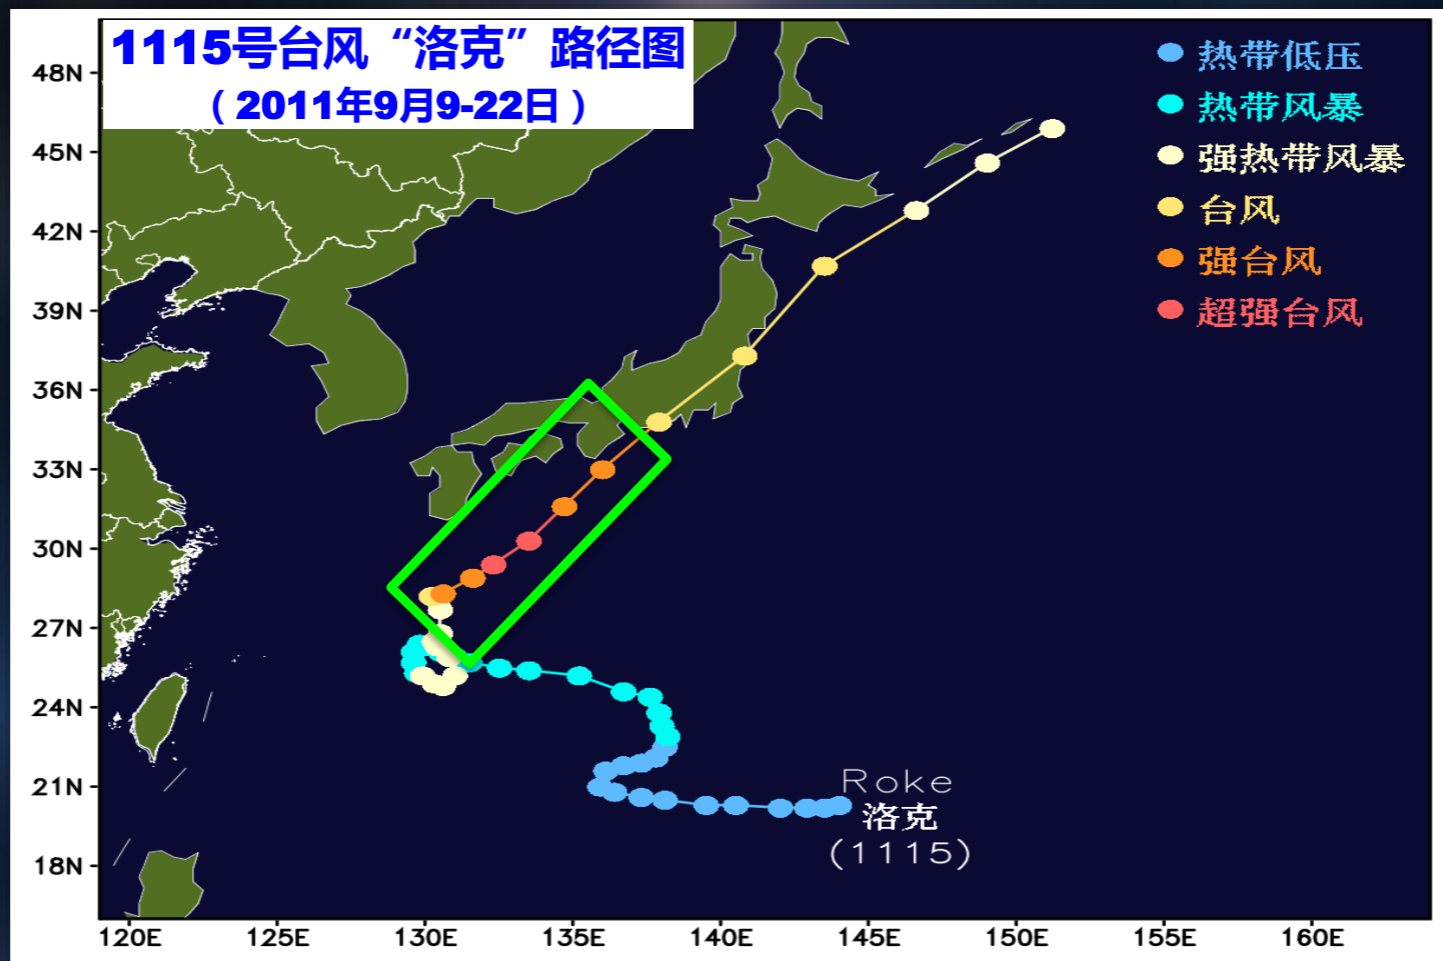 1115号台风“洛克”路径图
（2011年9月9-22日）
热带低压
热带风暴
强热带风暴
台风
强台风
超强台风
48N
45N
42N
39N
36N
33N
30N
27N
24N
21N
18N
Roke
洛克
(1115)
120E 125E 130E 135E 140E 145E 150E 155E 160E